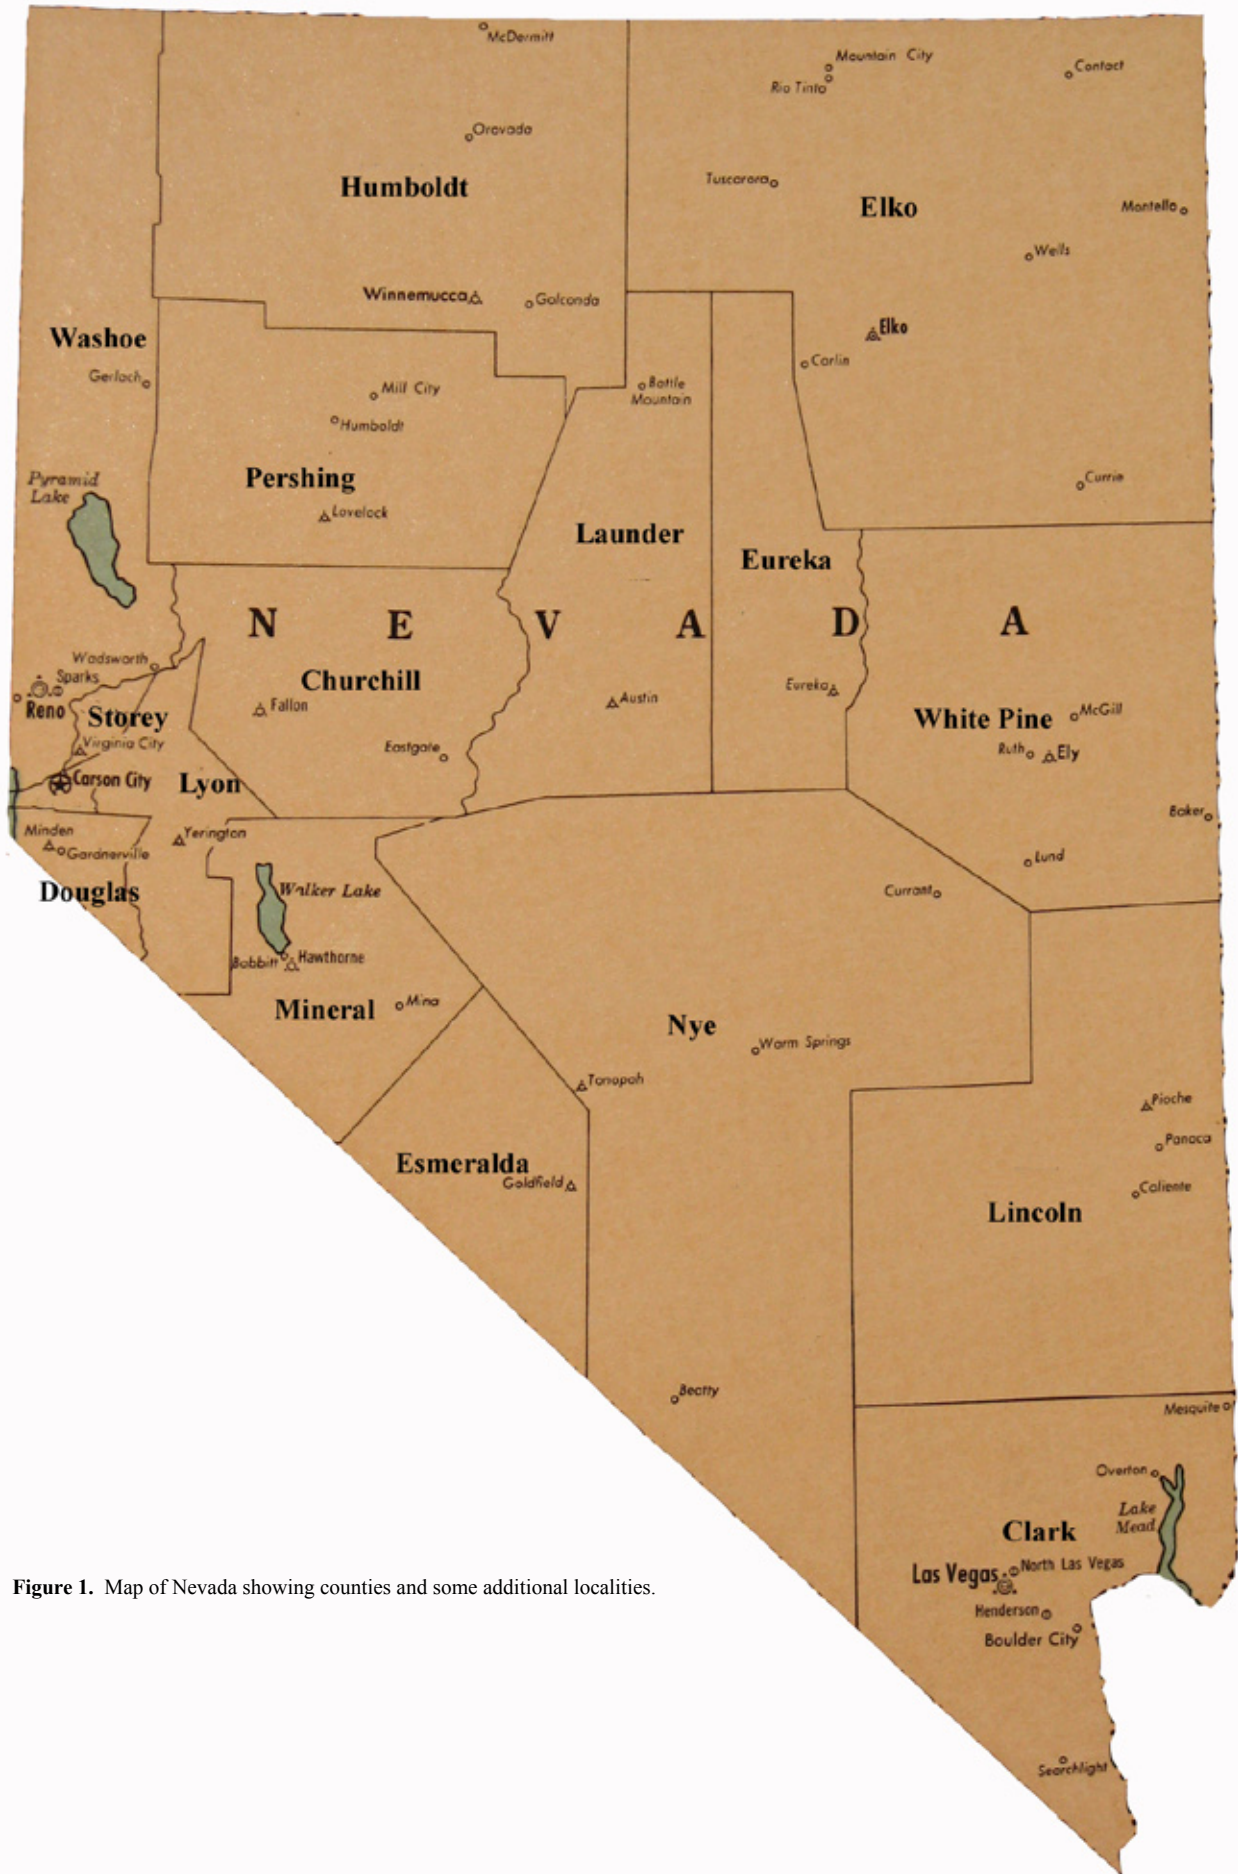 McDermitt
Mountain City
Contact
Rio Tinto
Orovada
Tuscarora
Humboldt
Elko
Montello
Wells
Winnemucca
Golconda
Washoe
Elko
Gerlach
Carlin
Mill City
Battle
Mountain
Humboldt
Pyramid
Lake
Pershing
Currie
Lovelock
Launder
Eureka
N E V A D A
Wadsworth
Sparks
Churchill
Reno
Storey
Fallon
Austin
Eureka
White Pine
McGill
Virginia City
Eastgate
Ruth
Ely
Carson City
Lyon
Baker
Minden
Yerington
Gardnerville
Lund
Douglas
Walker Lake
Currant
Babbitt
Hawthorne
Mineral
Mina
Nye
Warm Springs
Tonopah
Pioche
Panaca
Esmeralda
Goldfield
Caliente
Lincoln
Beatty
Mesquite
Overton
Lake
Mead
Clark
Las Vegas
North Las Vegas
Figure 1. Map of Nevada showing counties and some additional localities.
Henderson
Boulder City
Searchlight